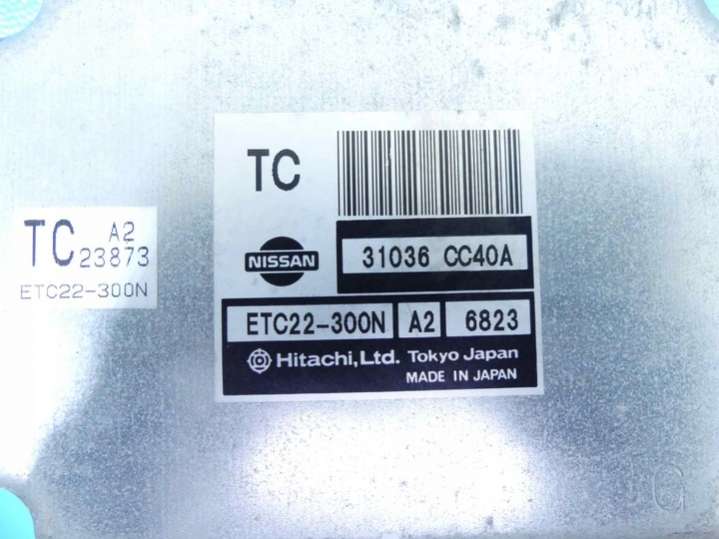 TC A2
23873
ETC22-300N
TC
NISSAN 31036 CC40A
ETC22-300N A2 6823
Hitachi, Ltd. Tokyo Japan
MADE IN JAPAN